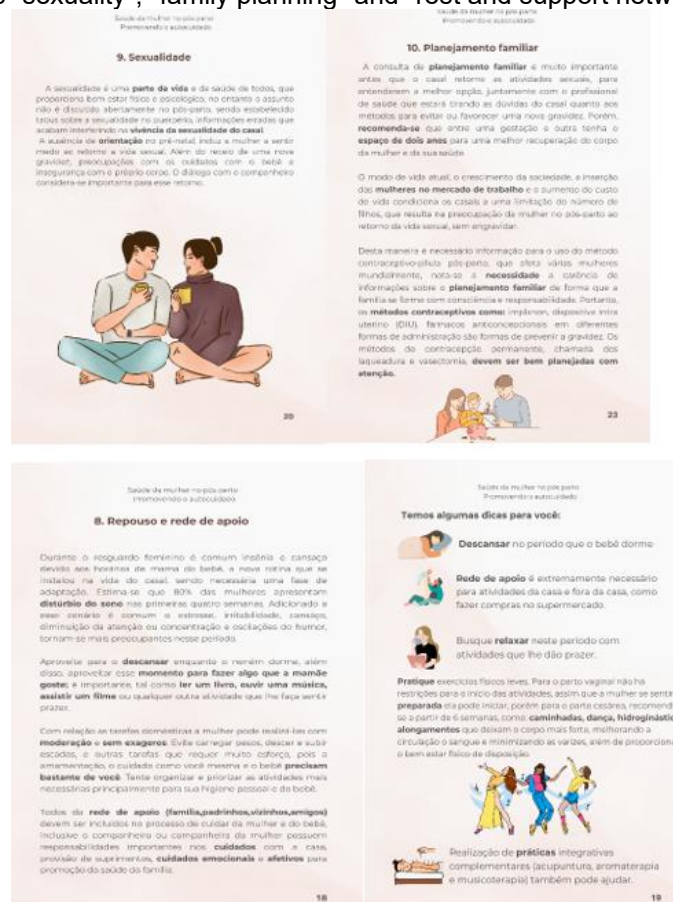 "sexuality", "family planning" and "rest and support netw
Saúde da mulher no pós parto
Promovendo o autocuidado
9. Sexualidade
A sexualidade é uma parte da vida e da saúde de todos, que
proporciona bem estar físico e psicológico, no entanto o assunto
não é discutido abertamente no pós-parto, sendo estabelecido
tabus sobre a sexualidade no puerpério, informações erradas que
acabam interferindo na vivência da sexualidade do casal.
A ausência de orientação no pré-natal, induz a mulher a sentir
medo ao retorno a vida sexual. Além do receio de uma nova
gravidez, preocupações com os cuidados com o bebê e
insegurança com o próprio corpo. O diálogo com o companheiro
considera-se importante para esse retorno.
20
Saúde da mulher no pós parto
Promovendo o autocuidado
10. Planejamento familiar
A consulta de planejamento familiar é muito importante
antes que o casal retorne as atividades sexuais, para
entenderem a melhor opção, juntamente com o profissional
de saúde que estará tirando as dúvidas do casal quanto aos
métodos para evitar ou favorecer uma nova gravidez. Porém,
recomenda-se que entre uma gestação e outra tenha o
espaço de dois anos para uma melhor recuperação do corpo
da mulher e da sua saúde.
O modo de vida atual, o crescimento da sociedade, a inserção
das mulheres no mercado de trabalho e o aumento do custo
de vida condiciona os casais a uma limitação do número de
filhos, que resulta na preocupação da mulher no pós-parto ao
retorno da vida sexual, sem engravidar.
Desta maneira é necessário informação para o uso do método
contraceptivo-pílula pós-parto, que afeta várias mulheres
mundialmente, nota-se a necessidade a carência de
informações sobre o planejamento familiar de forma que a
família se forme com consciência e responsabilidade. Portanto,
os métodos contraceptivos como: implanon, dispositivo intra
uterino (DIU), fármacos anticoncepcionais em diferentes
formas de administração são formas de prevenir a gravidez. Os
métodos de contracepção permanente, chamada dos
laqueadura e vasectomia, devem ser bem planejadas com
atenção.
23
Saúde da mulher no pós parto
Promovendo o autocuidado
8. Repouso e rede de apoio
Durante o resguardo feminino é comum insônia e cansaço
devido aos horários de mama do bebê, a nova rotina que se
instalou na vida do casal, sendo necessária uma fase de
adaptação. Estima-se que 80% das mulheres apresentam
distúrbio do sono nas primeiras quatro semanas. Adicionado a
esse cenário é comum o estresse, irritabilidade, cansaço,
diminuição da atenção ou concentração e oscilações do humor,
tornam-se mais preocupantes nesse período.
Aproveite para o descansar enquanto o neném dorme, além
disso, aproveitar esse momento para fazer algo que a mamãe
goste; é importante, tal como ler um livro, ouvir uma música,
assistir um filme ou qualquer outra atividade que lhe faça sentir
prazer.
Com relação as tarefas domésticas a mulher pode realizá-las com
moderação e sem exageros. Evite carregar pesos, descer e subir
escadas, e outras tarefas que requer muito esforço, pois a
amamentação, o cuidado como você mesma e o bebê precisam
bastante de você. Tente organizar e priorizar as atividades mais
necessárias principalmente para sua higiene pessoal e do bebê.
Todos da rede de apoio (família,padrinhos,vizinhos,amigos)
devem ser incluídos no processo de cuidar da mulher e do bebê,
inclusive o companheiro ou companheira da mulher possuem
responsabilidades importantes nos cuidados com a casa,
provisão de suprimentos, cuidados emocionais e afetivos para
promoção da saúde da família.
18
Saúde da mulher no pós parto
Promovendo o autocuidado
Temos algumas dicas para você:
Descansar no período que o bebê dorme
Rede de apoio é extremamente necessário
para atividades da casa e fora da casa, como
fazer compras no supermercado.
Busque relaxar neste período com
atividades que lhe dão prazer.
Pratique exercícios físicos leves. Para o parto vaginal não há
restrições para o início das atividades, assim que a mulher se sentir
preparada ela pode iniciar, porém para o parto cesárea, recomend
se a partir de 6 semanas, como: caminhadas, dança, hidroginástic
alongamentos que deixam o corpo mais forte, melhorando a
circulação o sangue e minimizando as varizes, além de proporciona
o bem estar físico de disposição.
Realização de práticas integrativas
complementares (acupuntura, aromaterapia
e musicoterapia) também pode ajudar.
19